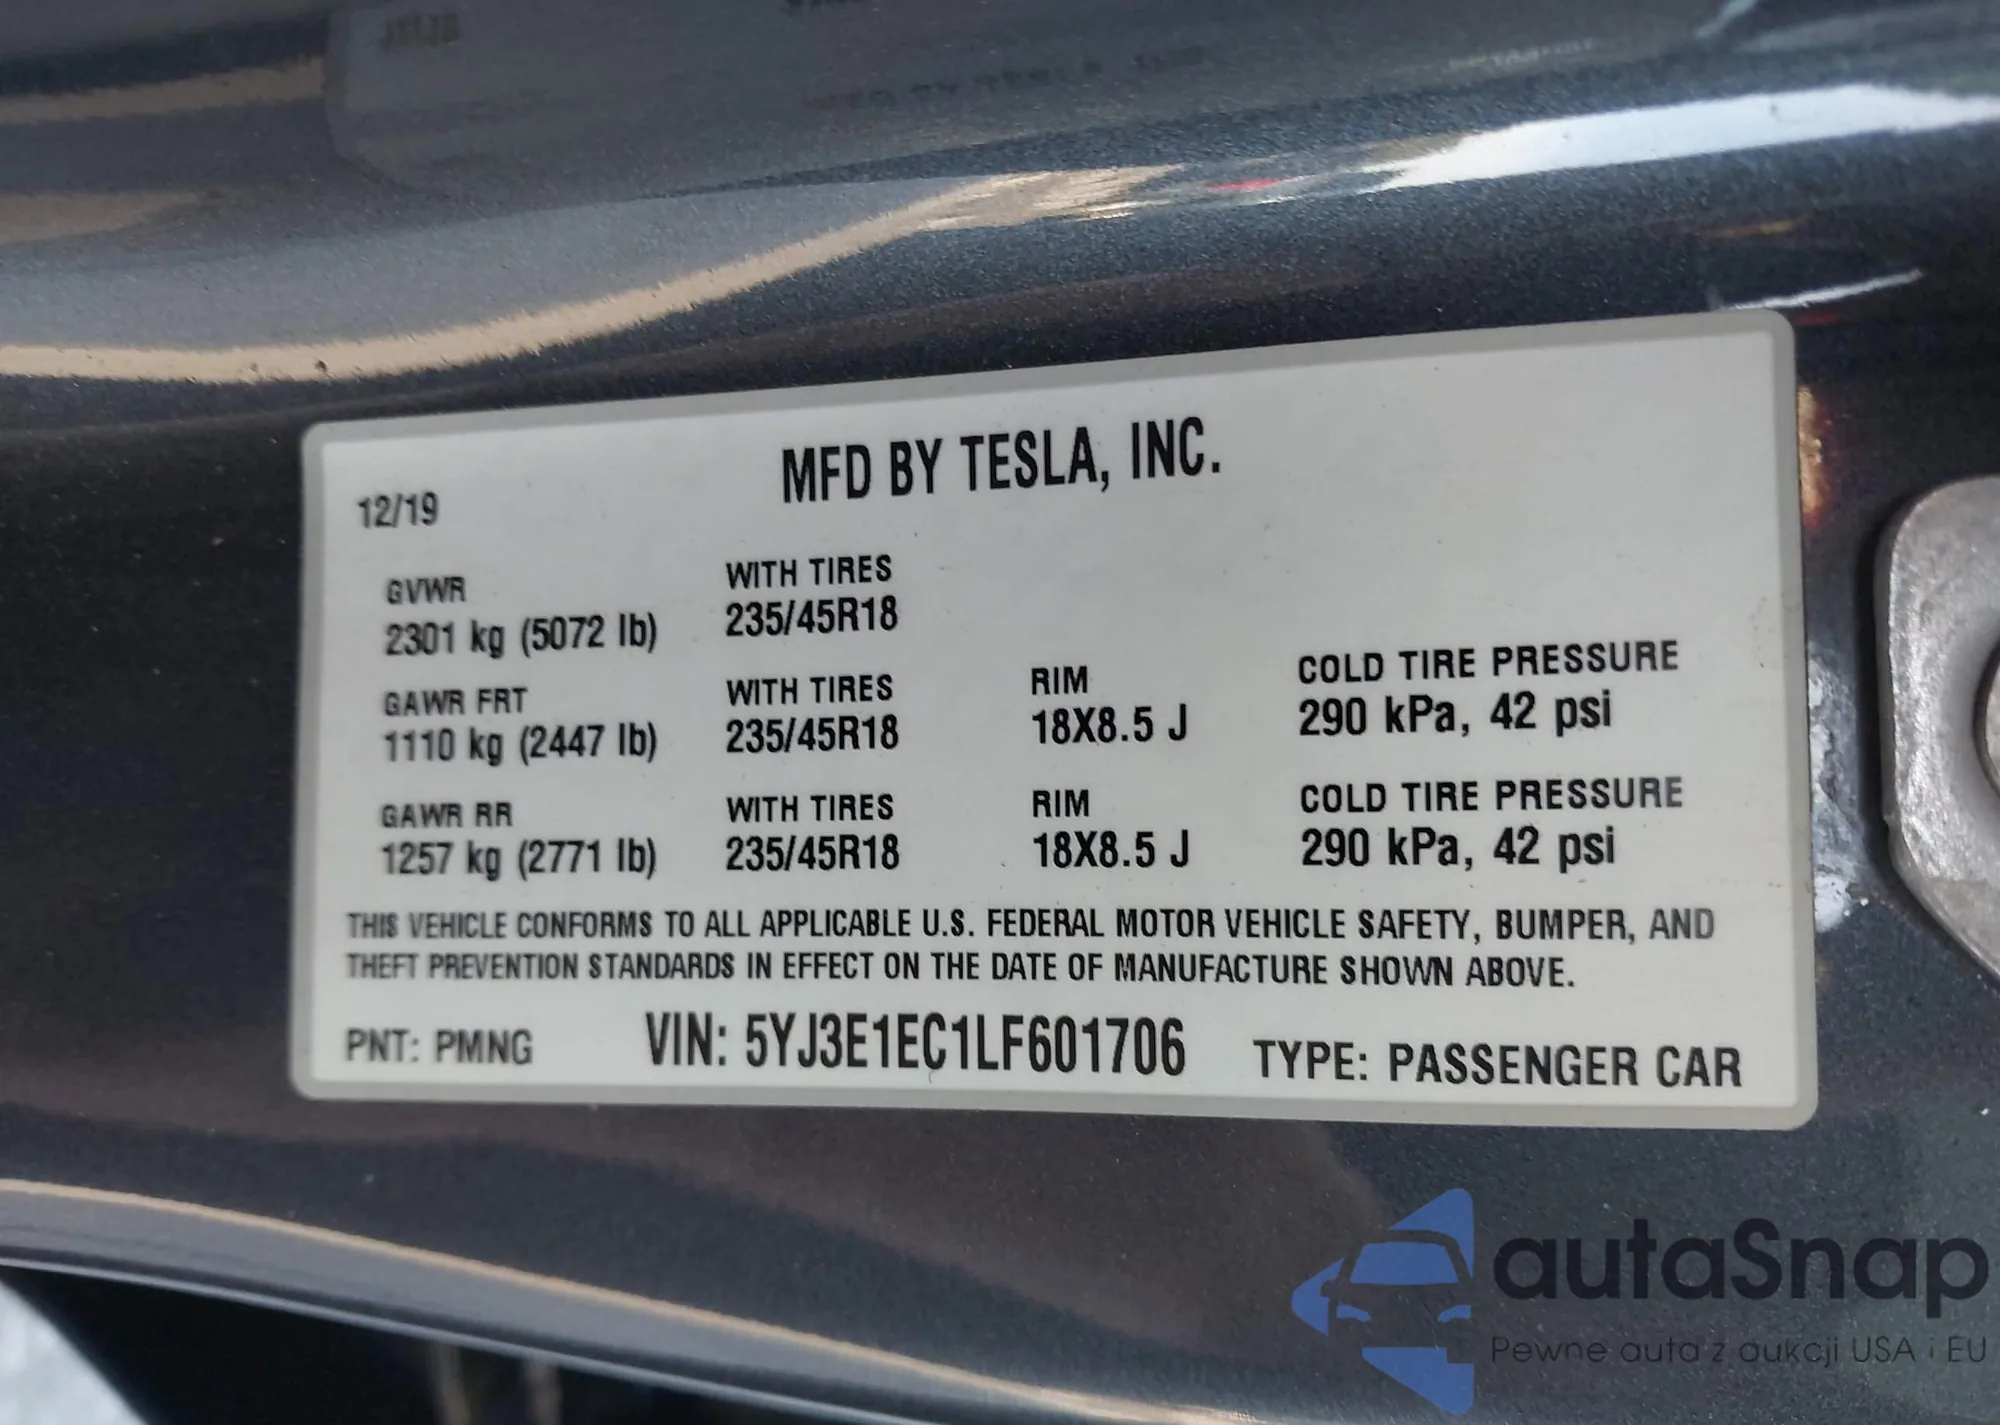 MFD BY TESLA, INC.
12/19
GVWR
2301 kg (5072 lb)
WITH TIRES
235/45R18
GAWR FRT
1110 kg (2447 lb)
WITH TIRES
235/45R18
RIM
18X8.5 J
COLD TIRE PRESSURE
290 kPa, 42 psi
GAWR RR
1257 kg (2771 lb)
WITH TIRES
235/45R18
RIM
18X8.5 J
COLD TIRE PRESSURE
290 kPa, 42 psi
THIS VEHICLE CONFORMS TO ALL APPLICABLE U.S. FEDERAL MOTOR VEHICLE SAFETY, BUMPER, AND
THEFT PREVENTION STANDARDS IN EFFECT ON THE DATE OF MANUFACTURE SHOWN ABOVE.
PNT: PMNG VIN: 5YJ3E1EC1LF601706 TYPE: PASSENGER CAR
autaSnap
Pewne auta z aukcji USA i EU